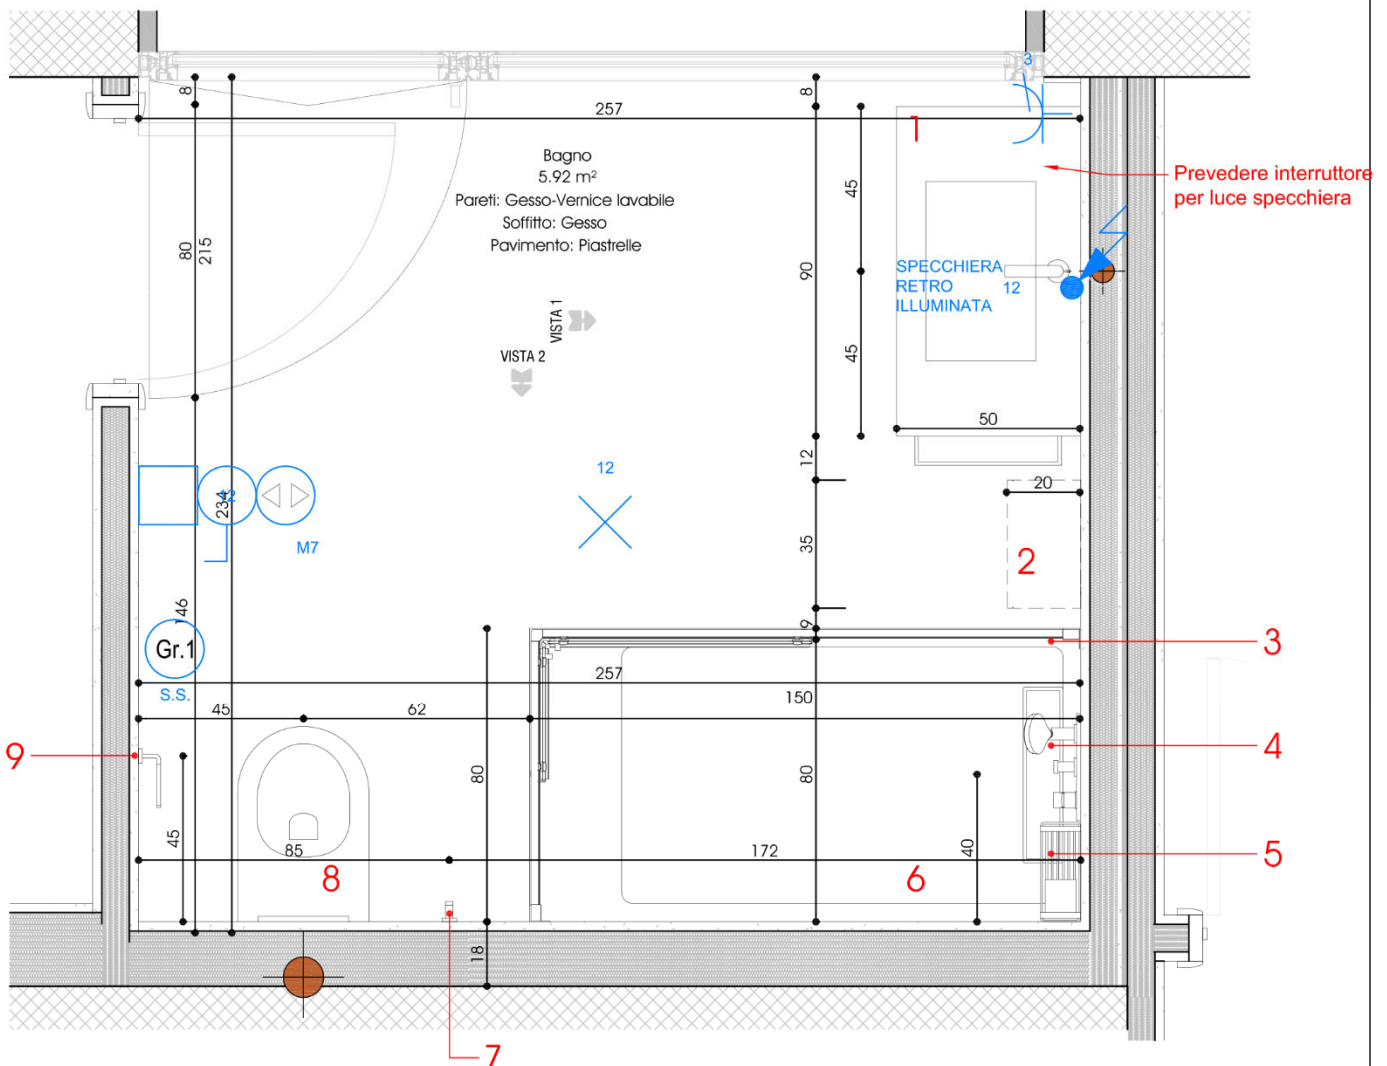 3
8
8
257
1
Bagno
5.92 m²
Pareti: Gesso-Vernice lavabile
Soffitto: Gesso
Pavimento: Piastrelle
Prevedere interruttore
per luce specchiera
45
80
215
90
SPECCHIERA
RETRO
ILLUMINATA
12
VISTA 1
VISTA 2
45
50
12
12
20
12
234
M7
35
2
146
9
Gr.1
S.S.
3
257
150
45
62
9
4
80
80
45
40
85
172
5
8
6
18
7